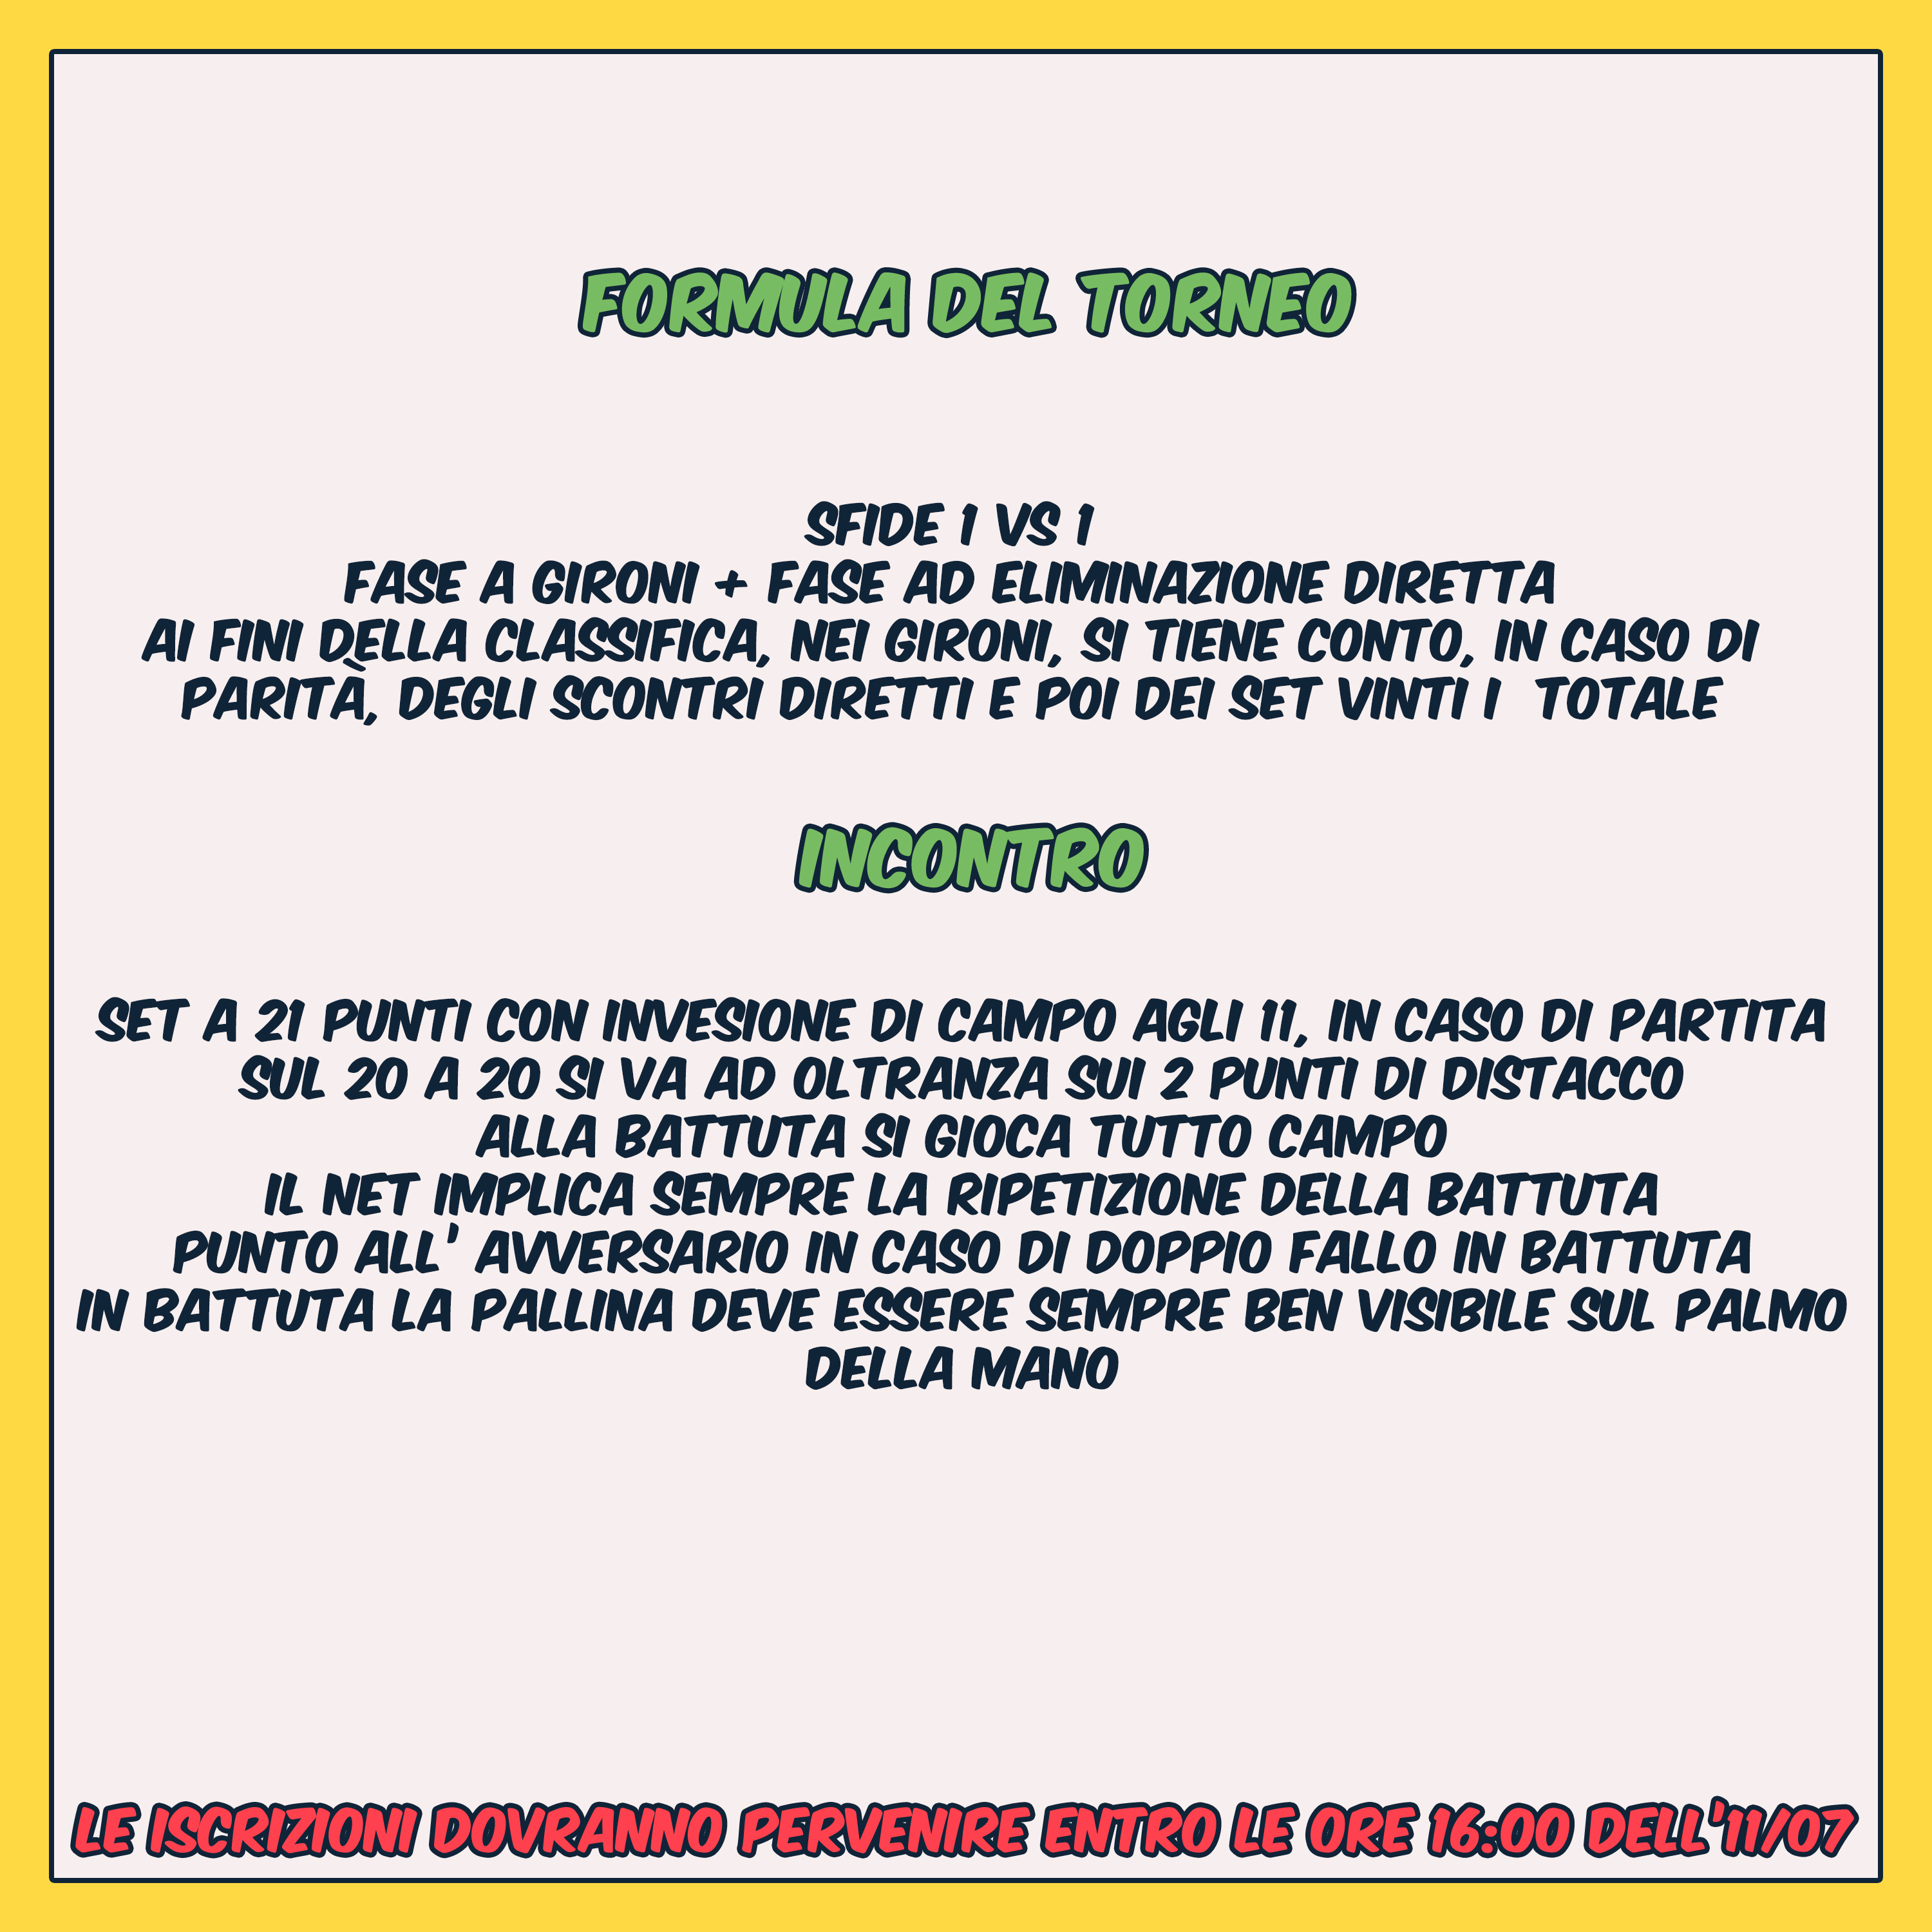 FORMULA DEL TORNEO
SFIDE 1 VS 1
FASE A GIRONI + FASE AD ELIMINAZIONE DIRETTA
AI FINI DELLA CLASSIFICA, NEI GIRONI, SI TIENE CONTO, IN CASO DI
PARITÀ, DEGLI SCONTRI DIRETTI E POI DEI SET VINTI I  TOTALE
INCONTRO
SET A 21 PUNTI CON INVESIONE DI CAMPO AGLI 11, IN CASO DI PARTITA
SUL 20 A 20 SI VA AD OLTRANZA SUI 2 PUNTI DI DISTACCO
ALLA BATTUTA SI GIOCA TUTTO CAMPO
IL NET IMPLICA SEMPRE LA RIPETIZIONE DELLA BATTUTA
PUNTO ALL' AVVERSARIO IN CASO DI DOPPIO FALLO IN BATTUTA
IN BATTUTA LA PALLINA DEVE ESSERE SEMPRE BEN VISIBILE SUL PALMO
DELLA MANO
LE ISCRIZIONI DOVRANNO PERVENIRE ENTRO LE ORE 16:00 DELL'11/07